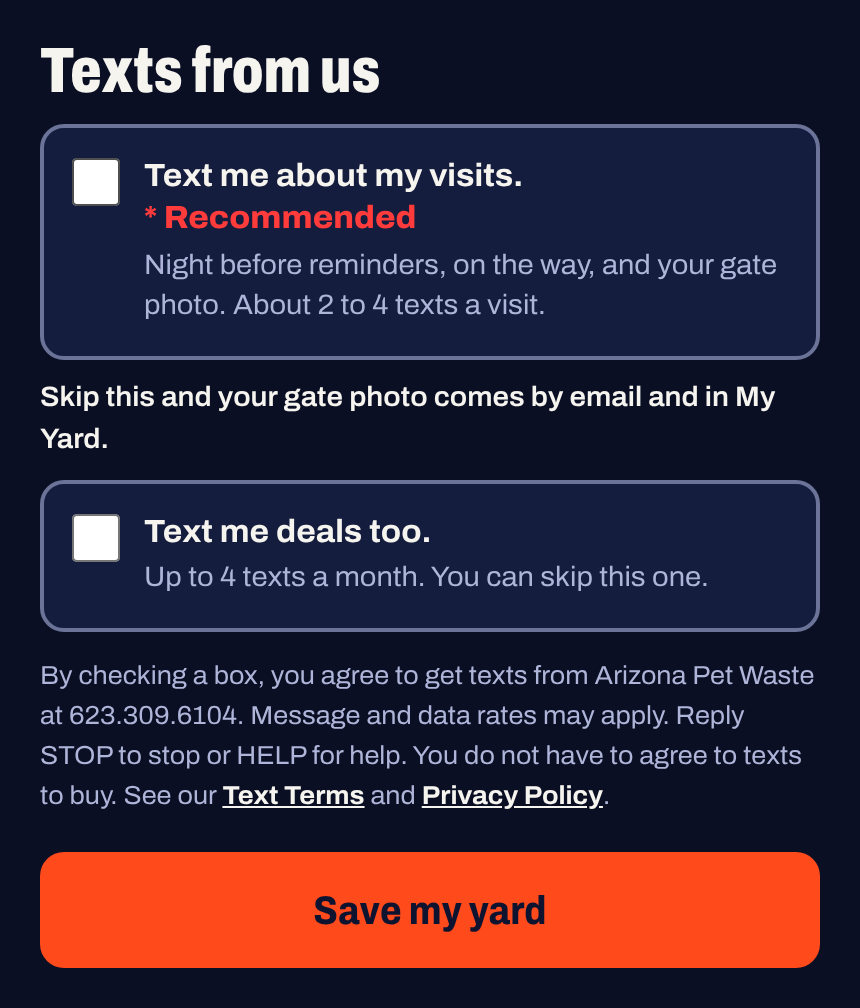 Texts from us
Text me about my visits.
* Recommended
Night before reminders, on the way, and your gate
photo. About 2 to 4 texts a visit.
Skip this and your gate photo comes by email and in My
Yard.
Text me deals too.
Up to 4 texts a month. You can skip this one.
By checking a box, you agree to get texts from Arizona Pet Waste
at 623.309.6104. Message and data rates may apply. Reply
STOP to stop or HELP for help. You do not have to agree to texts
to buy. See our Text Terms and Privacy Policy.
Save my yard